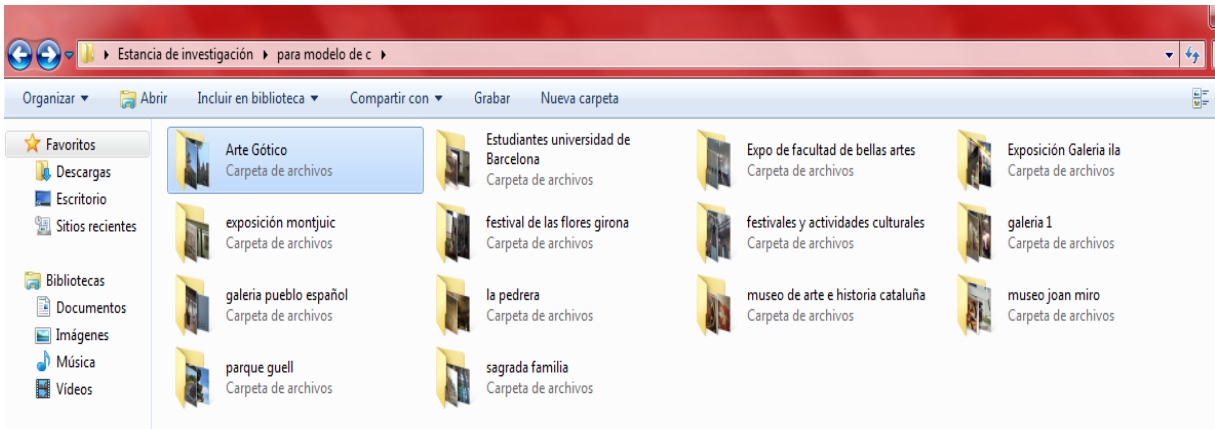 Estancia de investigación
para modelo de c
Organizar
Abrir
Incluir en biblioteca
Compartir con
Grabar
Nueva carpeta
Favoritos
Descargas
Escritorio
Sitios recientes
Bibliotecas
Documentos
Imágenes
Música
Vídeos
Arte Gótico
Carpeta de archivos
Estudiantes universidad de
Barcelona
Carpeta de archivos
Expo de facultad de bellas artes
Carpeta de archivos
Exposición Galeria ila
Carpeta de archivos
exposición montjuic
Carpeta de archivos
festival de las flores girona
Carpeta de archivos
festivales y actividades culturales
Carpeta de archivos
galeria 1
Carpeta de archivos
galeria pueblo español
Carpeta de archivos
la pedrera
Carpeta de archivos
museo de arte e historia cataluña
Carpeta de archivos
museo joan miro
Carpeta de archivos
parque guell
Carpeta de archivos
sagrada familia
Carpeta de archivos